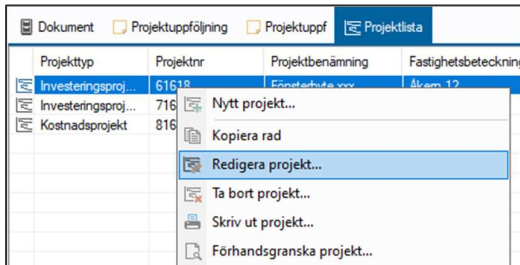 Dokument Projektuppföljning Projektuppf Projektlista
Projekttyp Projektnr Projektbenämning Fastighetsbeteckning
Investeringsproj... 61618 Fönsterbyte xxx Åkern 12
Investeringsproj... 716
Kostnadsprojekt 816
Nytt projekt...
Kopiera rad
Redigera projekt...
Ta bort projekt...
Skriv ut projekt...
Förhandsgranska projekt...